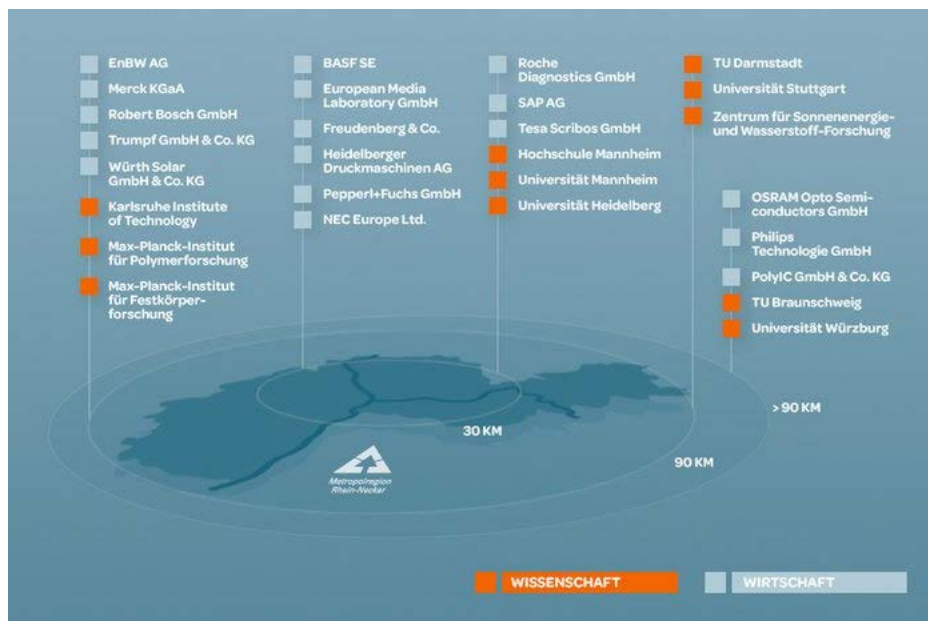 EnBW AG
Merck KGaA
Robert Bosch GmbH
Trumpf GmbH & Co. KG
Würth Solar
GmbH & Co. KG
Karlsruhe Institute
of Technology
Max-Planck-Institut
für Polymerforschung
Max-Planck-Institut
für Festkörper-
forschung
BASF SE
European Media
Laboratory GmbH
Freudenberg & Co.
Heidelberger
Druckmaschinen AG
Pepperl+Fuchs GmbH
NEC Europe Ltd.
Roche
Diagnostics GmbH
SAP AG
Tesa Scribos GmbH
Hochschule Mannheim
Universität Mannheim
Universität Heidelberg
TU Darmstadt
Universität Stuttgart
Zentrum für Sonnenenergie-
und Wasserstoff-Forschung
OSRAM Opto Semi-
conductors GmbH
Philips
Technologie GmbH
PolyIC GmbH & Co. KG
TU Braunschweig
Universität Würzburg
> 90 KM
30 KM
90 KM
Metropolregion
Rhein-Neckar
WISSENSCHAFT
WIRTSCHAFT